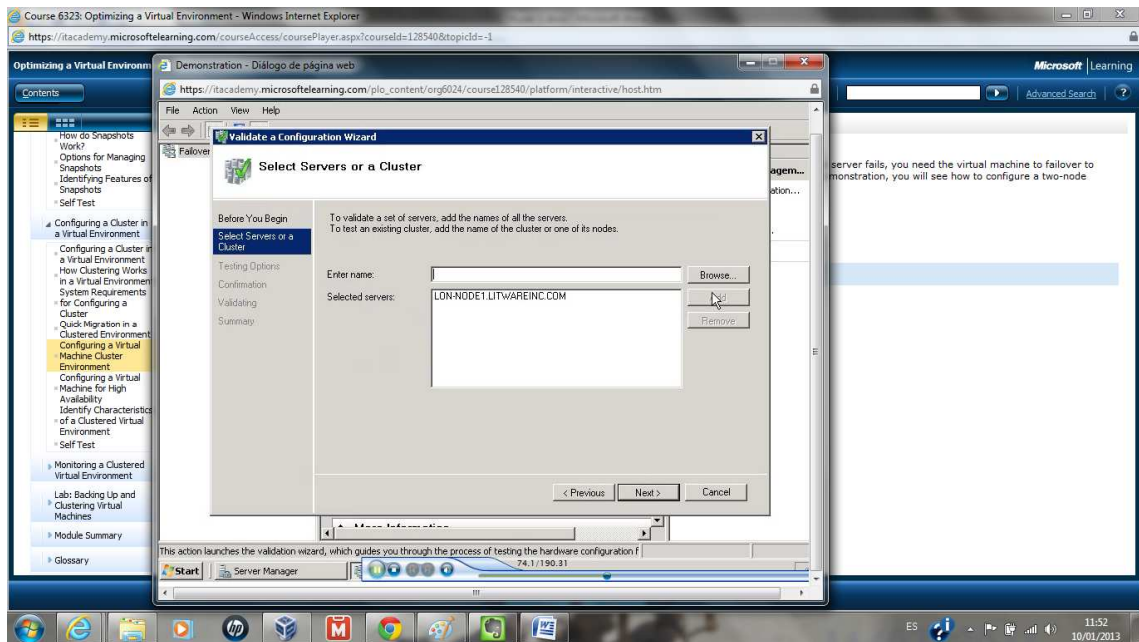 Course 6323: Optimizing a Virtual Environment - Windows Internet Explorer
https://itacademy.microsoftelearning.com/courseAccess/coursePlayer.aspx?courseId=128540&topicId=-1
Optimizing a Virtual Environm
Microsoft | Learning
Contents
Advanced Search
?
How do Snapshots
Work?
Options for Managing
Snapshots
Identifying Features of
Snapshots
Self Test
Configuring a Cluster in
a Virtual Environment
Configuring a Cluster in
a Virtual Environment
How Clustering Works
in a Virtual Environment
System Requirements
for Configuring a
Cluster
Quick Migration in a
Clustered Environment
Configuring a Virtual
Machine Cluster
Environment
Configuring a Virtual
Machine for High
Availability
Identify Characteristics
of a Clustered Virtual
Environment
Self Test
Monitoring a Clustered
Virtual Environment
Lab: Backing Up and
Clustering Virtual
Machines
Module Summary
Glossary
Demonstration - Diálogo de página web
https://itacademy.microsoftelearning.com/plo_content/org6024/course128540/platform/interactive/host.htm
File Action View Help
Failover
Validate a Configuration Wizard
Select Servers or a Cluster
Before You Begin
Select Servers or a
Cluster
Testing Options
Confirmation
Validating
Summary
To validate a set of servers, add the names of all the servers.
To test an existing cluster, add the name of the cluster or one of its nodes.
Enter name:
Browse...
Selected servers:
LON-NODE1.LITWAREINC.COM
Remove
< Previous
Next >
Cancel
agem...
ation...
More Information
This action launches the validation wizard, which guides you through the process of testing the hardware configuration f
Start
Server Manager
74.1/190.31
server fails, you need the virtual machine to failover to
monstration, you will see how to configure a two-node
hp
ES
11:52
10/01/2013